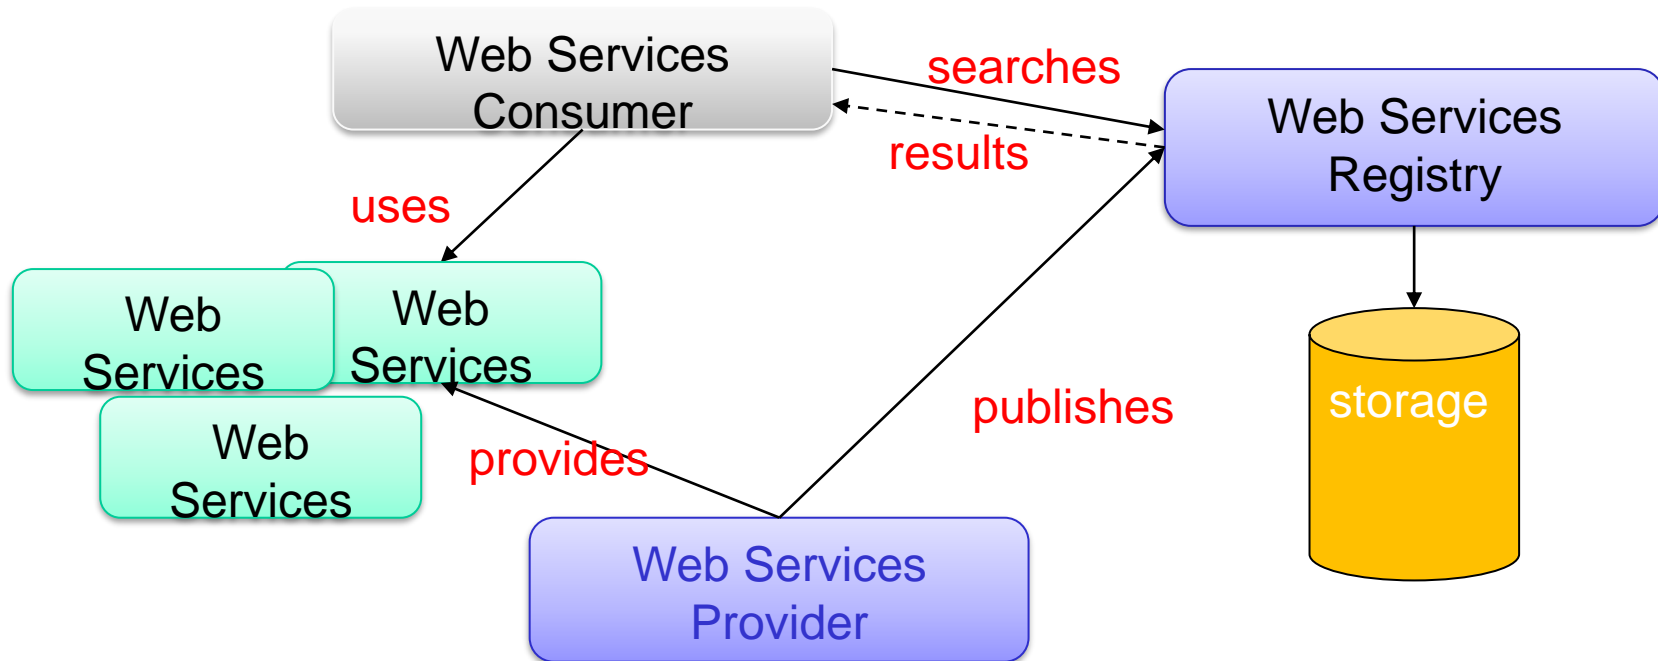 Web Services
Consumer
searches
results
Web Services
Registry
uses
Web
Services
Web
Services
Web
Services
provides
publishes
storage
Web Services
Provider